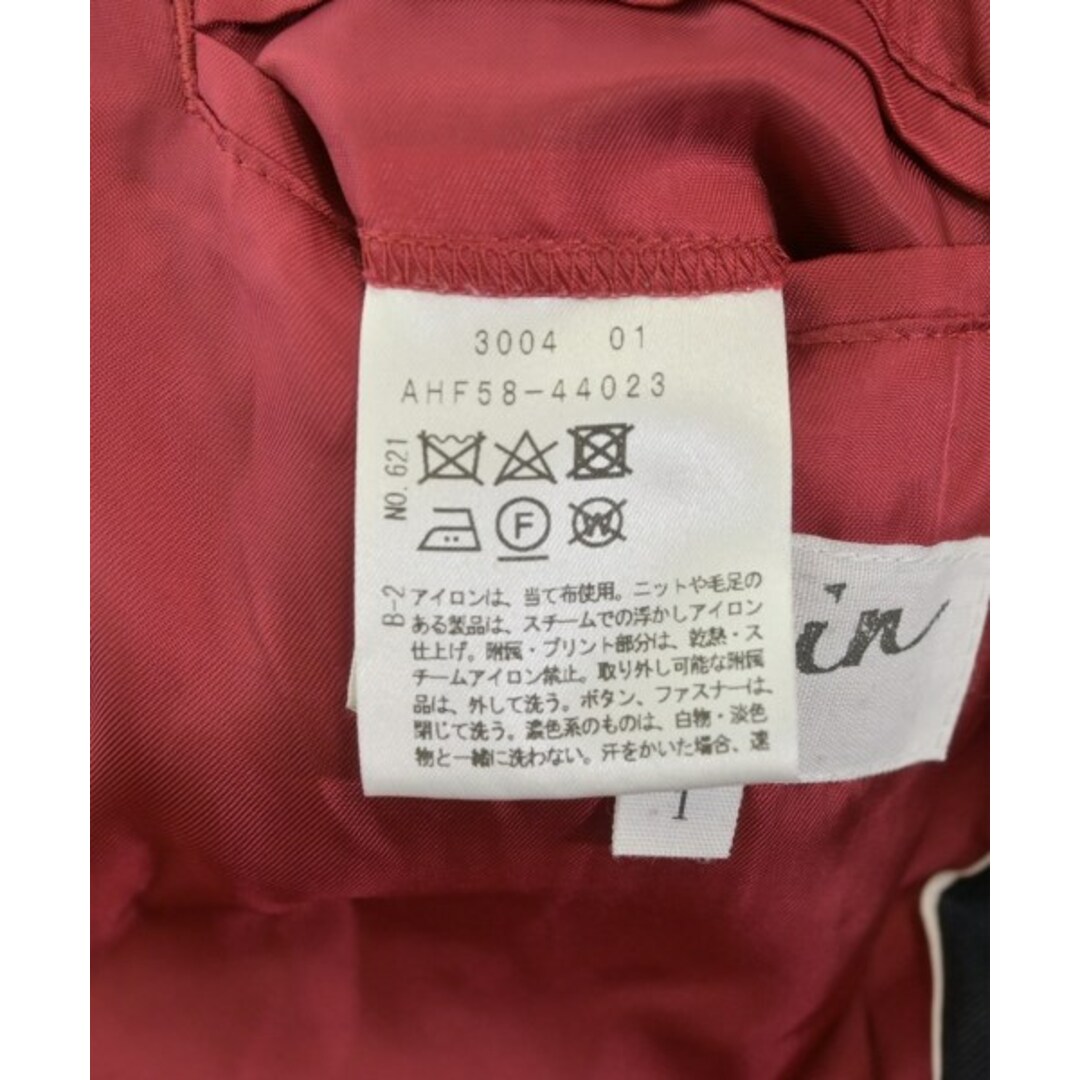 3004 01
AHF58-44023
NO.621
F
W
B-2
アイロンは、当て布使用。ニットや毛足の
ある製品は、スチームでの浮かしアイロン
仕上げ。附属・プリント部分は、乾熱・ス
チームアイロン禁止。取り外し可能な附属
品は、外して洗う。ボタン、ファスナーは、
閉じて洗う。濃色系のものは、白物・淡色
物と一緒に洗わない。汗をかいた場合、速
in
1